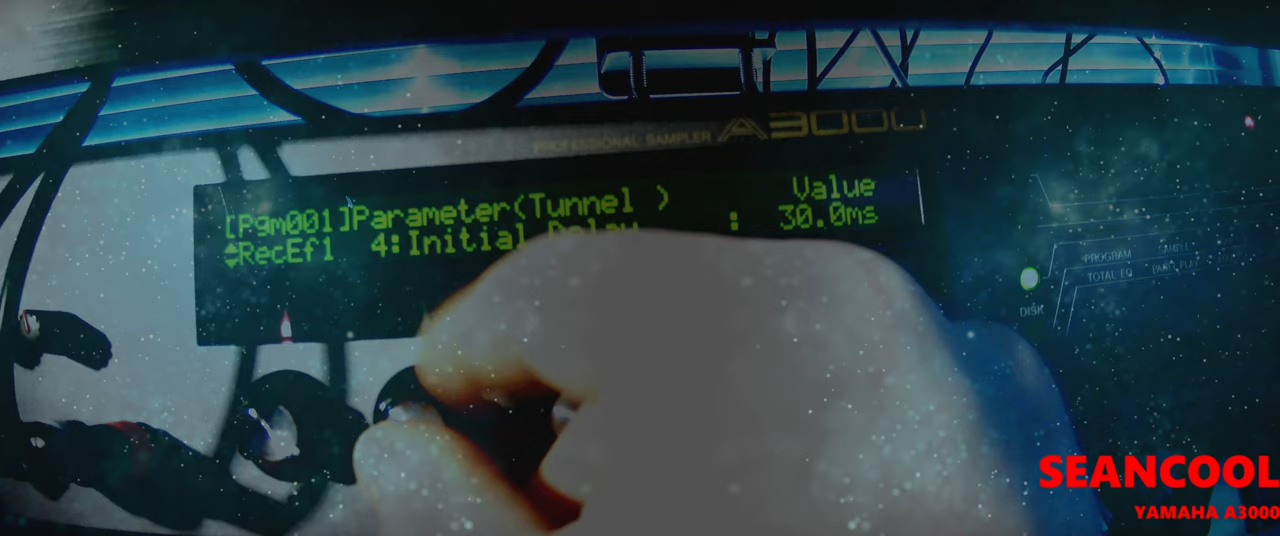 PROFESSIONAL SAMPLER A3000
[Pgm001]Parameter(Tunnel ) Value
RecEf1 4:Initial Delay : 30.0ms
PROGRAM SAMPLE
TOTAL EQ
DISK
SEANCOOL
YAMAHA A3000